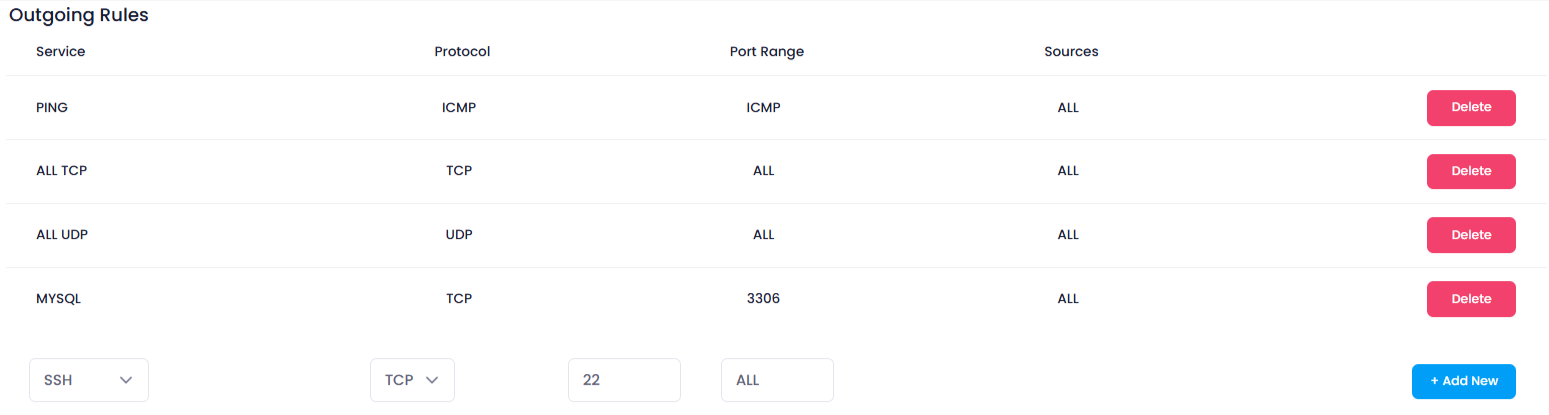 Outgoing Rules
Service Protocol Port Range Sources
PING ICMP ICMP ALL Delete
ALL TCP TCP ALL ALL Delete
ALL UDP UDP ALL ALL Delete
MYSQL TCP 3306 ALL Delete
SSH TCP 22 ALL + Add New